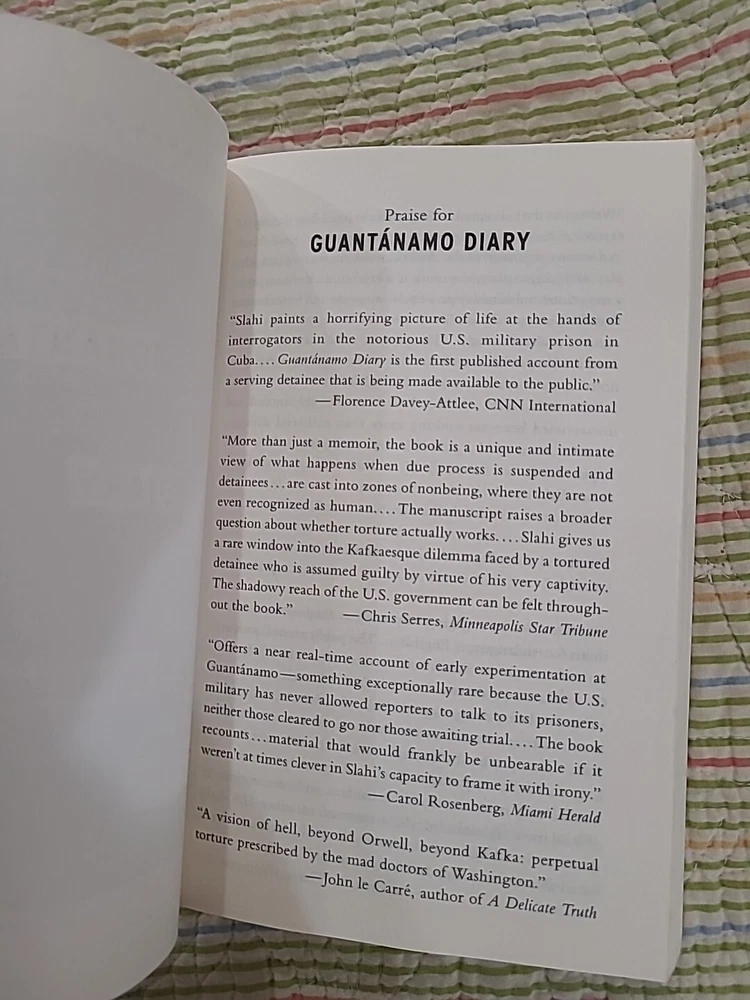 Praise for
GUANTÁNAMO DIARY
“Slahi paints a horrifying picture of life at the hands of
interrogators in the notorious U.S. military prison in
Cuba.... Guantánamo Diary is the first published account from
a serving detainee that is being made available to the public.”
—Florence Davey-Attlee, CNN International
“More than just a memoir, the book is a unique and intimate
view of what happens when due process is suspended and
detainees...are cast into zones of nonbeing, where they are not
even recognized as human.... The manuscript raises a broader
question about whether torture actually works.... Slahi gives us
a rare window into the Kafkaesque dilemma faced by a tortured
detainee who is assumed guilty by virtue of his very captivity.
The shadowy reach of the U.S. government can be felt through-
out the book.” —Chris Serres, Minneapolis Star Tribune
“Offers a near real-time account of early experimentation at
Guantánamo—something exceptionally rare because the U.S.
military has never allowed reporters to talk to its prisoners,
neither those cleared to go nor those awaiting trial.... The book
recounts...material that would frankly be unbearable if it
weren’t at times clever in Slahi’s capacity to frame it with irony.”
—Carol Rosenberg, Miami Herald
“A vision of hell, beyond Orwell, beyond Kafka: perpetual
torture prescribed by the mad doctors of Washington.”
—John le Carré, author of A Delicate Truth